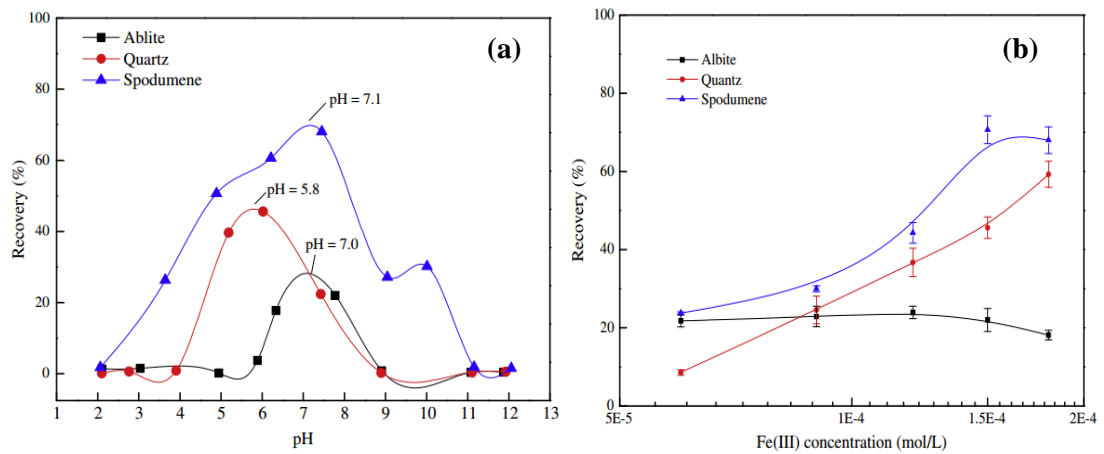 (a)
Ablite
Quartz
Spodumene
pH = 7.1
pH = 5.8
pH = 7.0
Recovery (%)
100
80
60
40
20
0
1 2 3 4 5 6 7 8 9 10 11 12 13
pH
(b)
Albite
Quantz
Spodumene
Recovery (%)
100
80
60
40
20
0
5E-5 1E-4 1.5E-4 2E-4
Fe(III) concentration (mol/L)